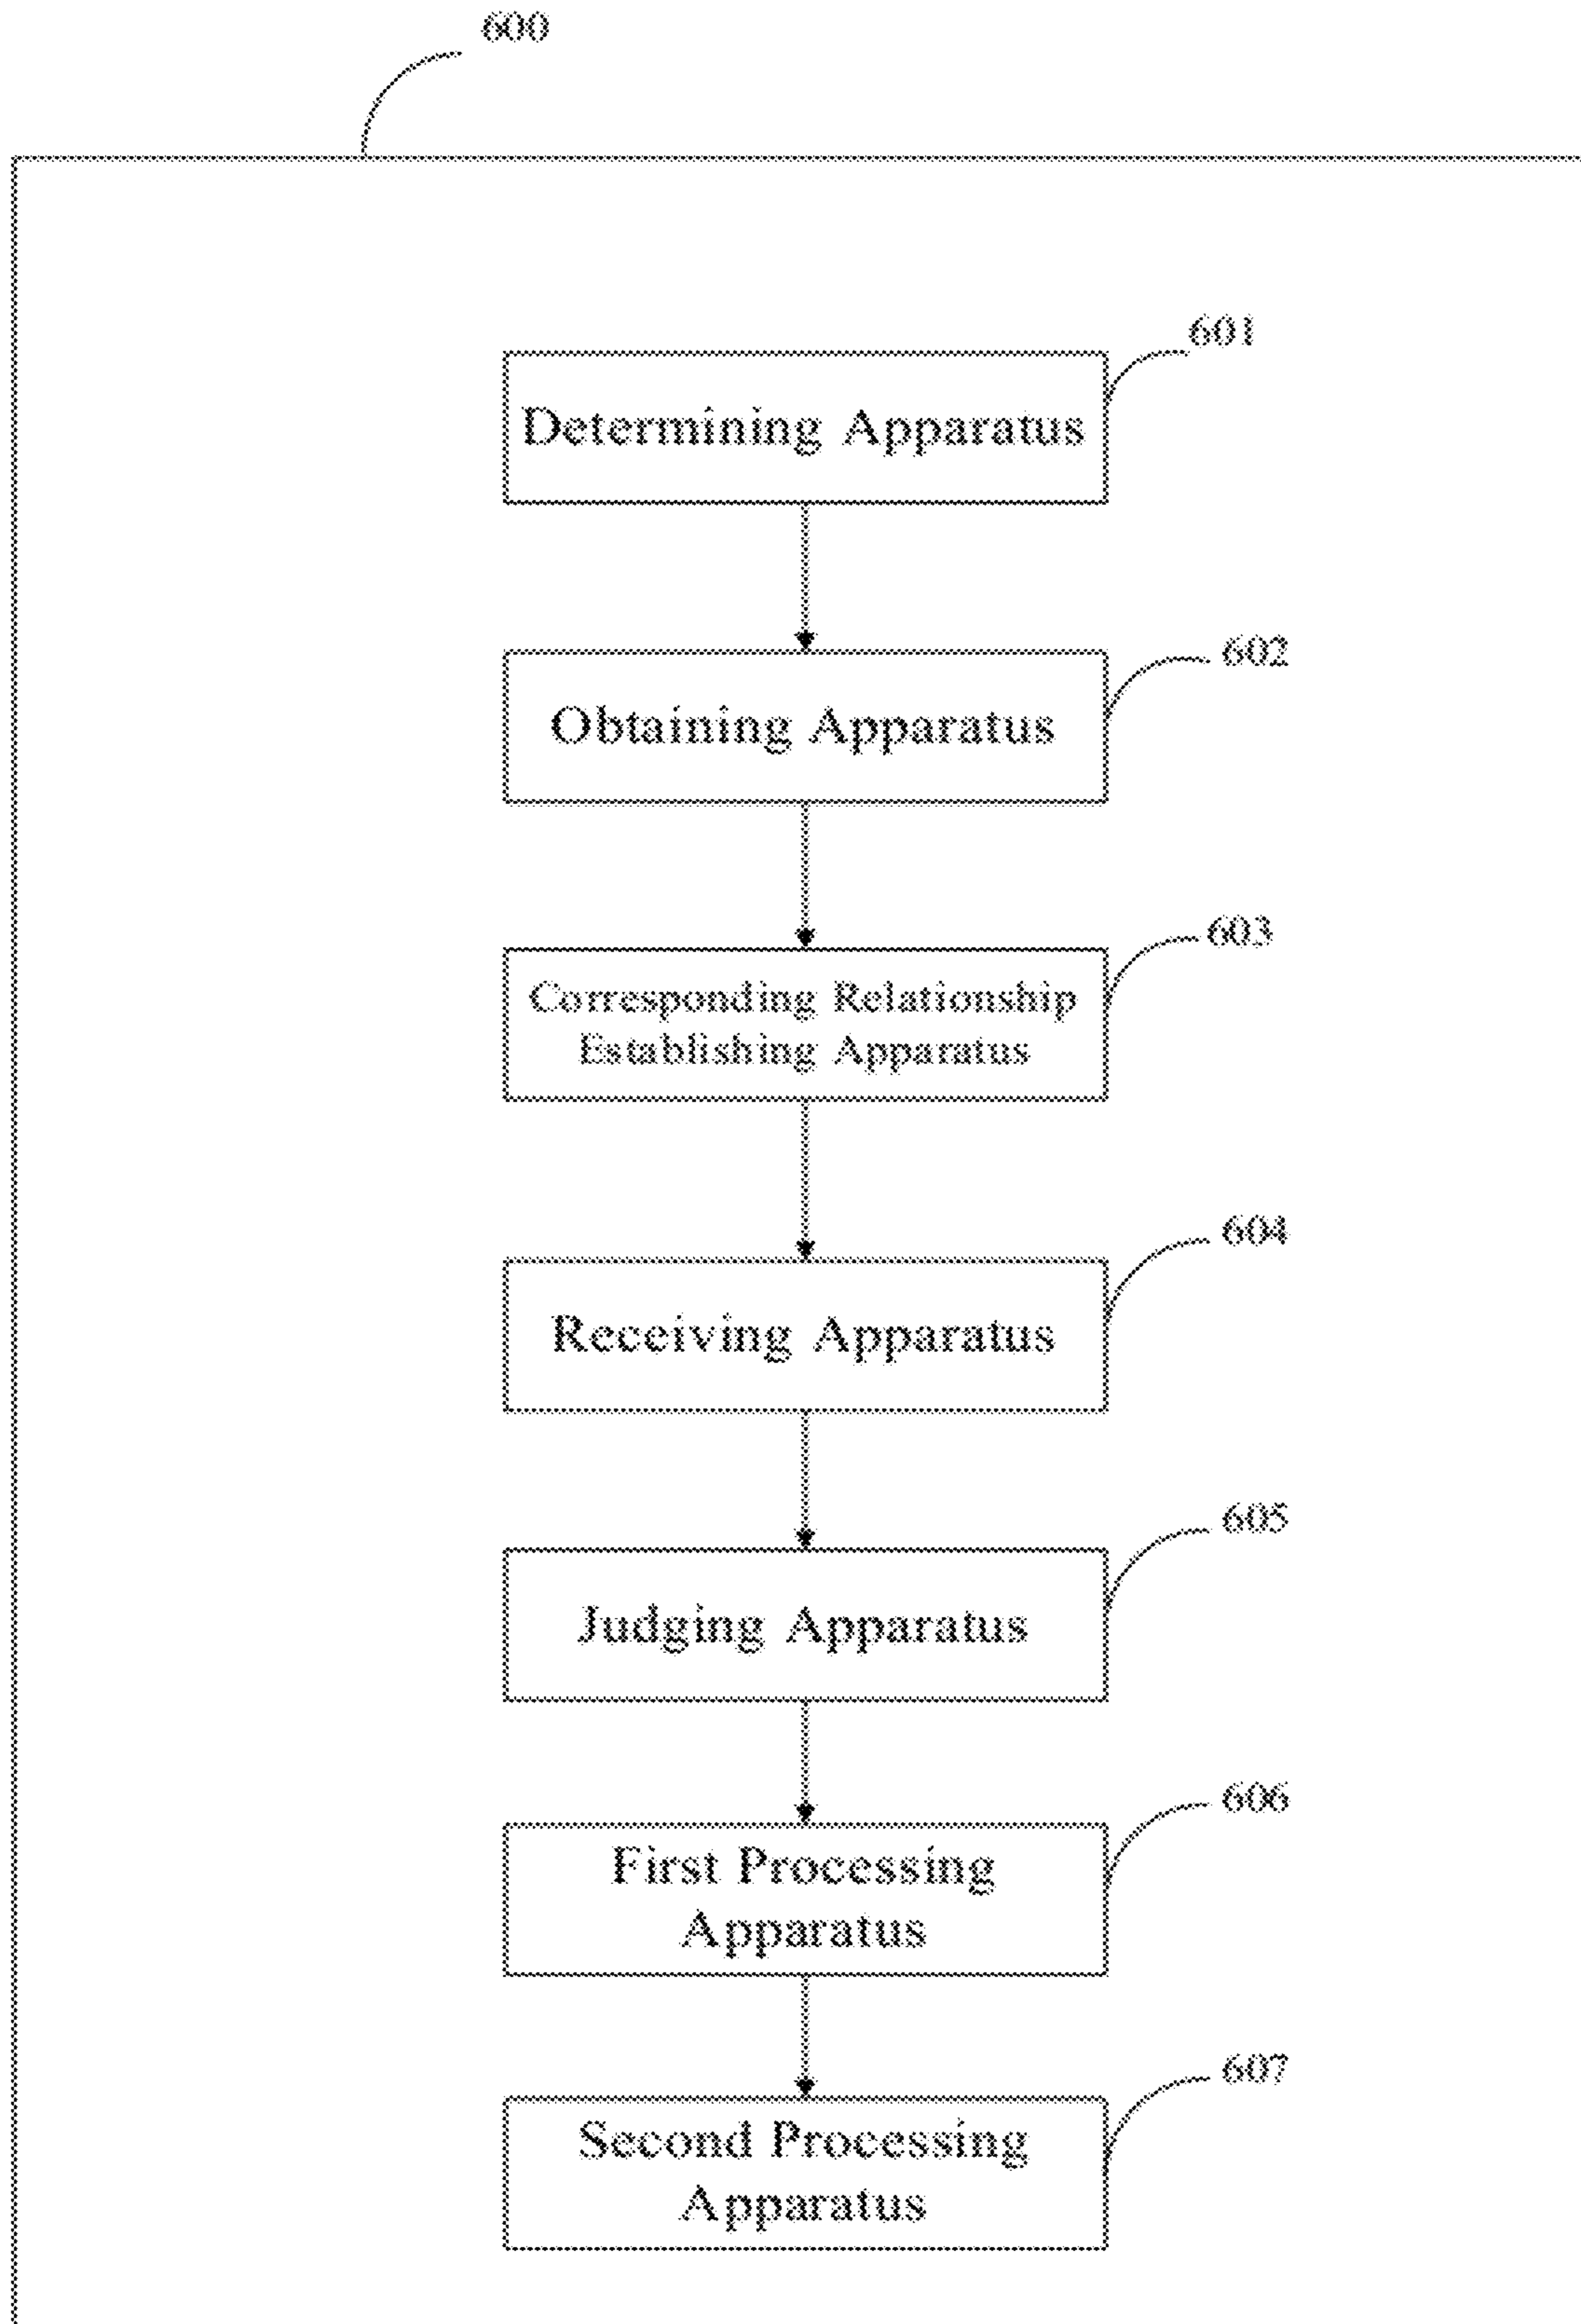 600
601
Determining Apparatus
602
Obtaining Apparatus
603
Corresponding Relationship
Establishing Apparatus
604
Receiving Apparatus
605
Judging Apparatus
606
First Processing
Apparatus
607
Second Processing
Apparatus